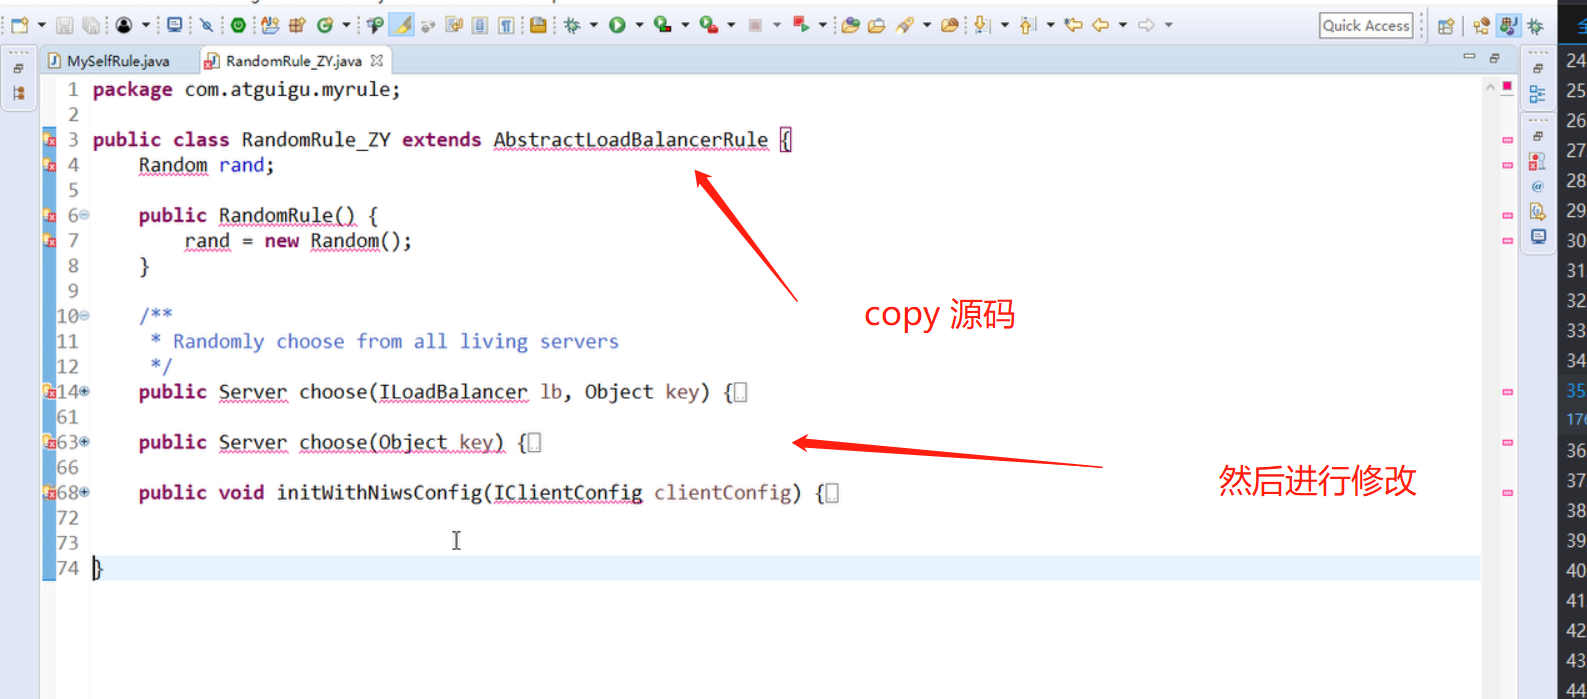 Quick Access
MySelfRule.java
RandomRule_ZY.java
1 package com.atguigu.myrule;
2
3 public class RandomRule_ZY extends AbstractLoadBalancerRule {
4 Random rand;
5
6 public RandomRule() {
7 rand = new Random();
8 }
9
10 /**
11 * Randomly choose from all living servers
12 */
14 public Server choose(ILoadBalancer lb, Object key) {
61
63 public Server choose(Object key) {
66
68 public void initWithNiwsConfig(IClientConfig clientConfig) {
72
73
74 }
copy 源码
然后进行修改
24
25
26
27
28
29
30
31
32
33
34
35
36
37
38
39
40
41
42
43
44